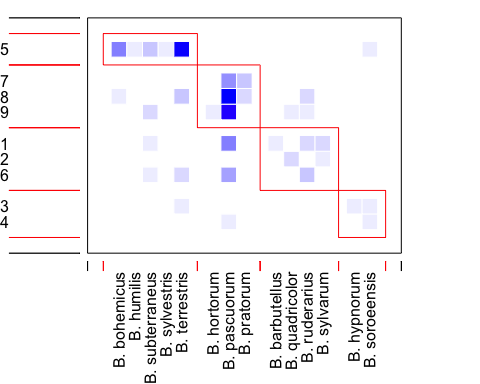 5
7
8
9
1
2
6
3
4
B. bohemicus
B. humilis
B. subterraneus
B. sylvestris
B. terrestris
B. hortorum
B. pascuorum
B. pratorum
B. barbutellus
B. quadricolor
B. ruderarius
B. sylvarum
B. hypnorum
B. soroeensis